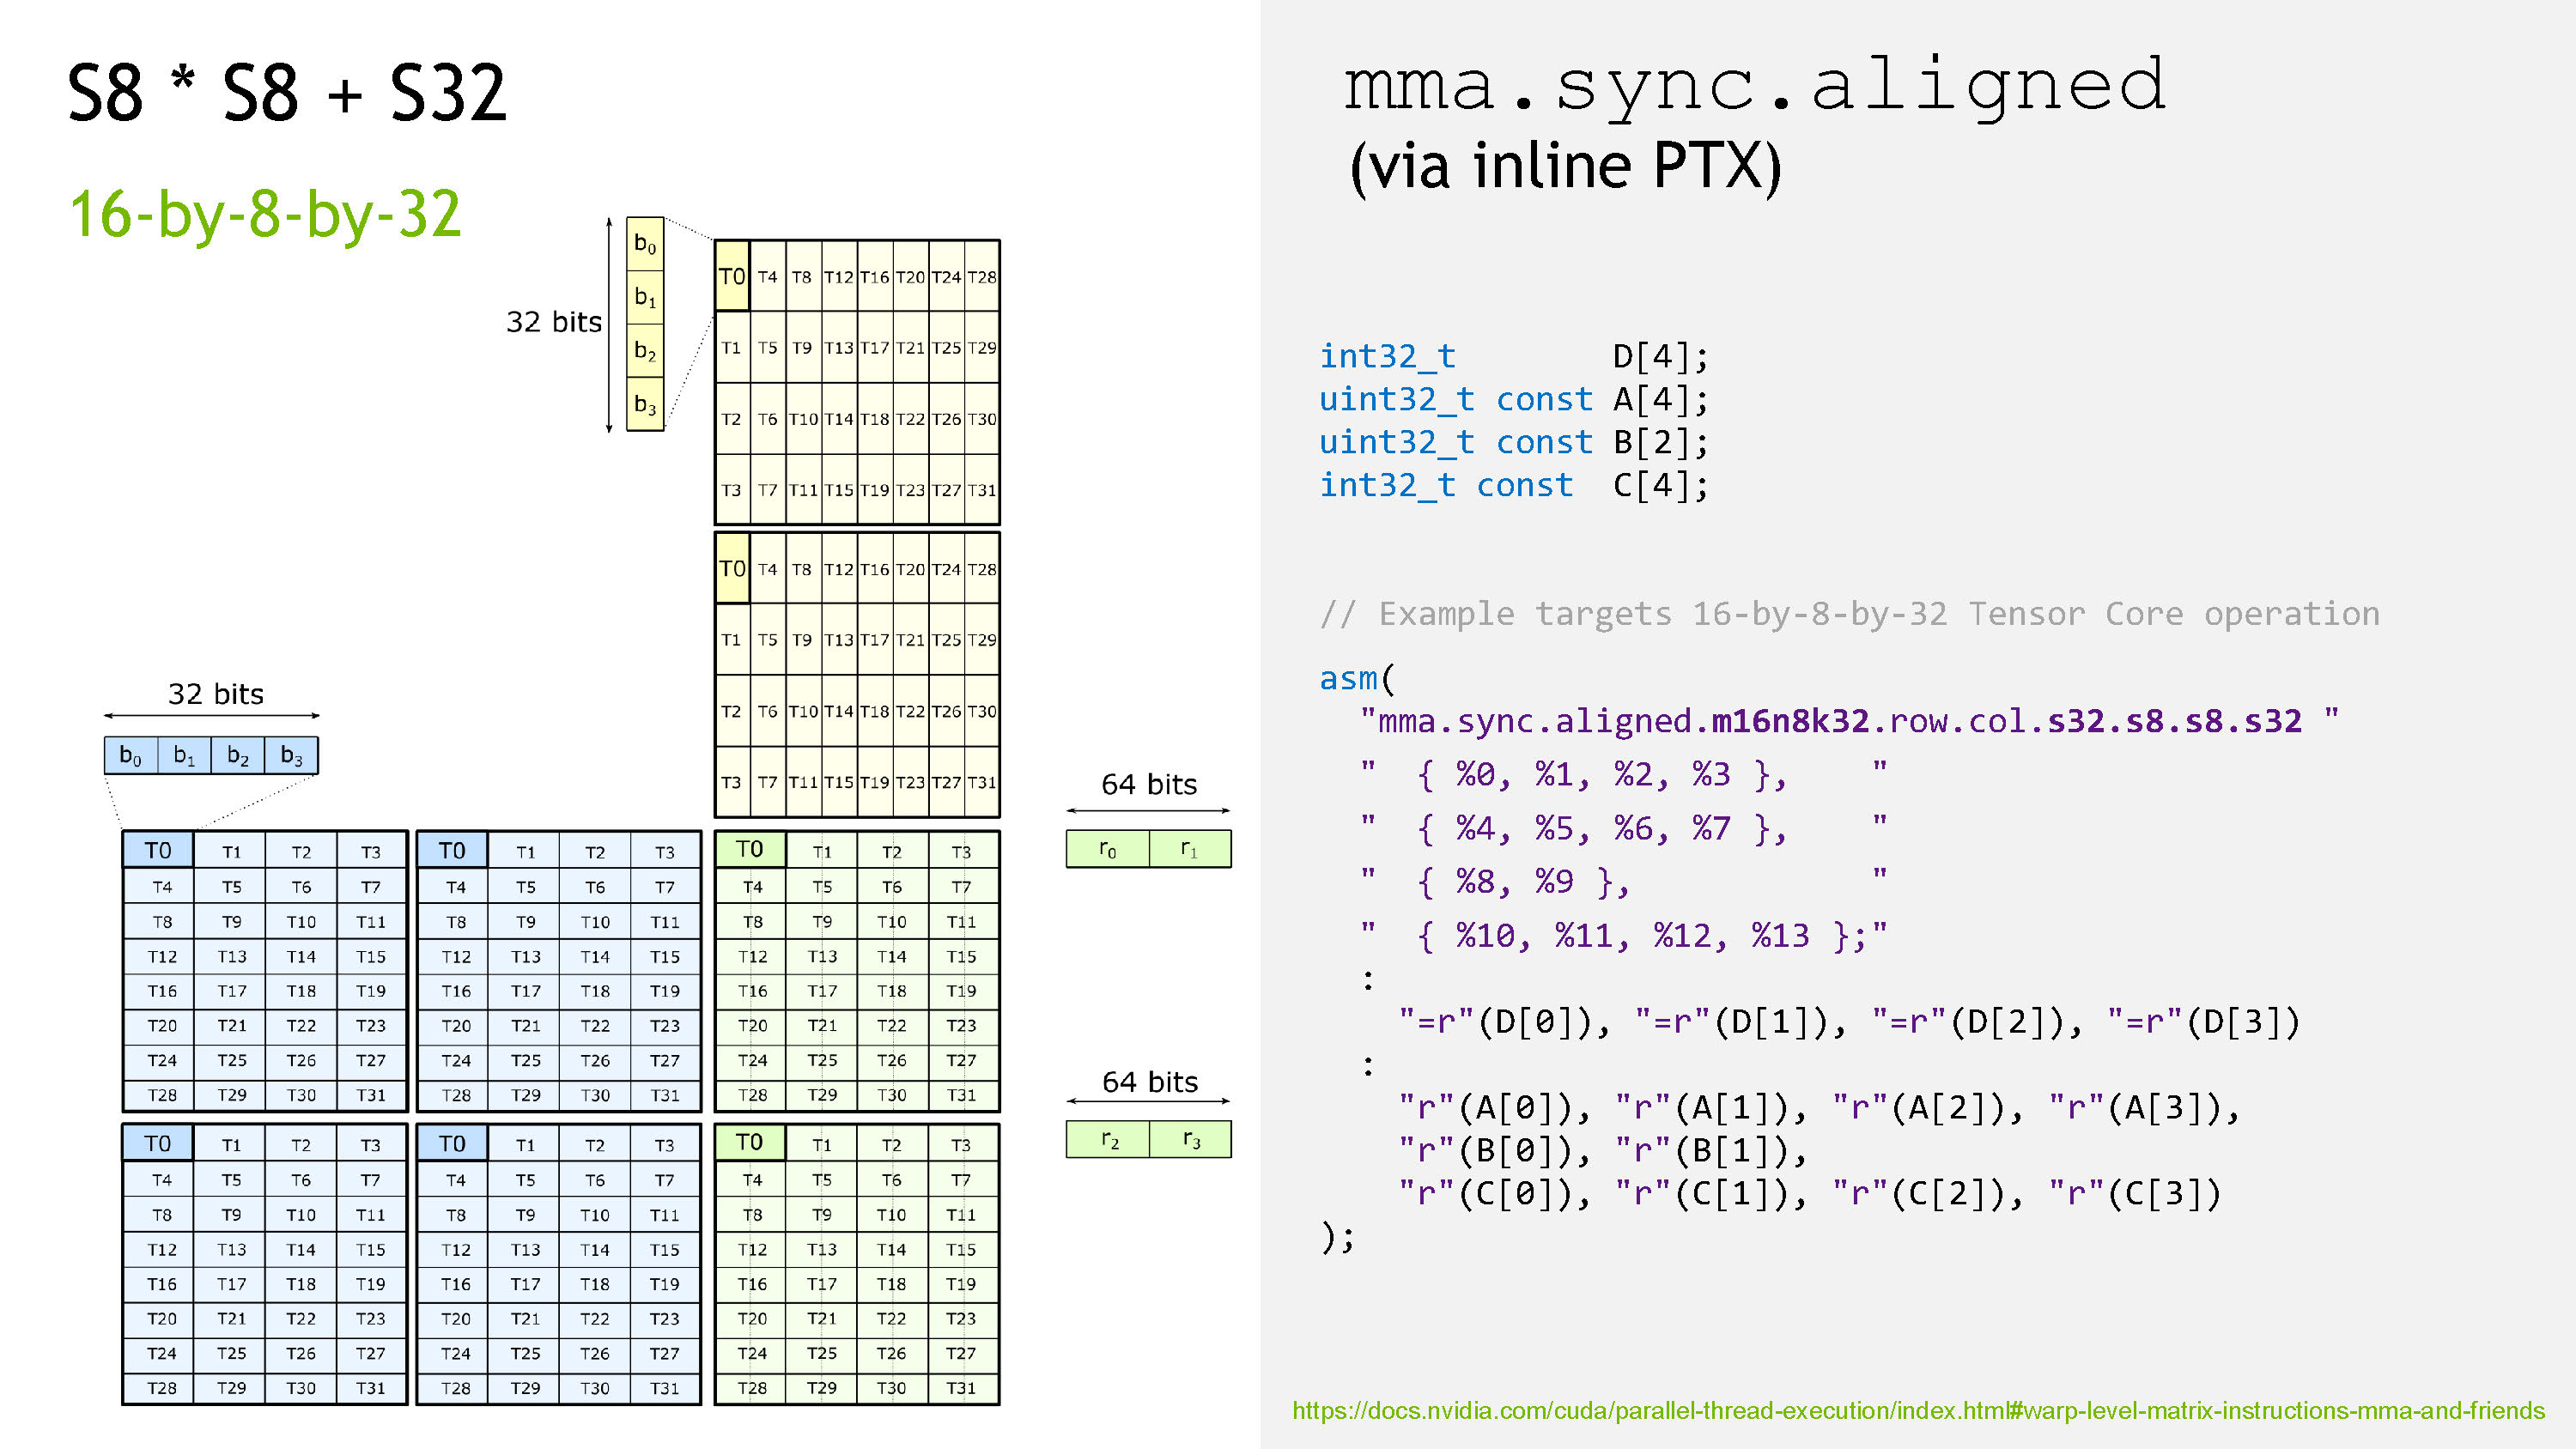 S8 * S8 + S32
16-by-8-by-32
b0
b1
b2
b3
32 bits
T0 T4 T8 T12 T16 T20 T24 T28
T1 T5 T9 T13 T17 T21 T25 T29
T2 T6 T10 T14 T18 T22 T26 T30
T3 T7 T11 T15 T19 T23 T27 T31
T0 T4 T8 T12 T16 T20 T24 T28
T1 T5 T9 T13 T17 T21 T25 T29
T2 T6 T10 T14 T18 T22 T26 T30
T3 T7 T11 T15 T19 T23 T27 T31
32 bits
b0 b1 b2 b3
64 bits
r0 r1
T0 T1 T2 T3 T0 T1 T2 T3 T0 T1 T2 T3
T4 T5 T6 T7 T4 T5 T6 T7 T4 T5 T6 T7
T8 T9 T10 T11 T8 T9 T10 T11 T8 T9 T10 T11
T12 T13 T14 T15 T12 T13 T14 T15 T12 T13 T14 T15
T16 T17 T18 T19 T16 T17 T18 T19 T16 T17 T18 T19
T20 T21 T22 T23 T20 T21 T22 T23 T20 T21 T22 T23
T24 T25 T26 T27 T24 T25 T26 T27 T24 T25 T26 T27
T28 T29 T30 T31 T28 T29 T30 T31 T28 T29 T30 T31
64 bits
r2 r3
T0 T1 T2 T3 T0 T1 T2 T3 T0 T1 T2 T3
T4 T5 T6 T7 T4 T5 T6 T7 T4 T5 T6 T7
T8 T9 T10 T11 T8 T9 T10 T11 T8 T9 T10 T11
T12 T13 T14 T15 T12 T13 T14 T15 T12 T13 T14 T15
T16 T17 T18 T19 T16 T17 T18 T19 T16 T17 T18 T19
T20 T21 T22 T23 T20 T21 T22 T23 T20 T21 T22 T23
T24 T25 T26 T27 T24 T25 T26 T27 T24 T25 T26 T27
T28 T29 T30 T31 T28 T29 T30 T31 T28 T29 T30 T31
mma.sync.aligned
(via inline PTX)
int32_t D[4];
uint32_t const A[4];
uint32_t const B[2];
int32_t const C[4];
// Example targets 16-by-8-by-32 Tensor Core operation
asm(
"mma.sync.aligned.m16n8k32.row.col.s32.s8.s8.s32 "
" { %0, %1, %2, %3 }, "
" { %4, %5, %6, %7 }, "
" { %8, %9 }, "
" { %10, %11, %12, %13 };"
:
"=r"(D[0]), "=r"(D[1]), "=r"(D[2]), "=r"(D[3])
:
"r"(A[0]), "r"(A[1]), "r"(A[2]), "r"(A[3]),
"r"(B[0]), "r"(B[1]),
"r"(C[0]), "r"(C[1]), "r"(C[2]), "r"(C[3])
);
https://docs.nvidia.com/cuda/parallel-thread-execution/index.html#warp-level-matrix-instructions-mma-and-friends